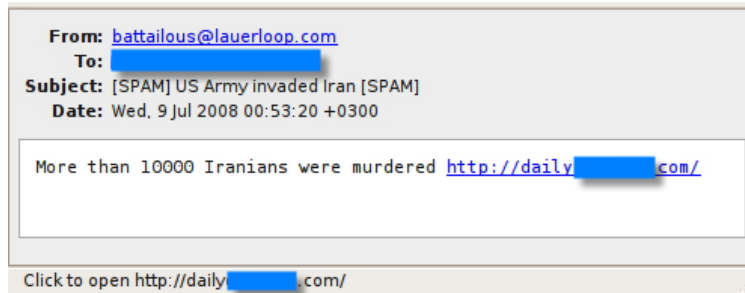 From: battailous@lauerloop.com
To:
Subject: [SPAM] US Army invaded Iran [SPAM]
Date: Wed, 9 Jul 2008 00:53:20 +0300
More than 10000 Iranians were murdered http://daily com/
Click to open http://daily .com/